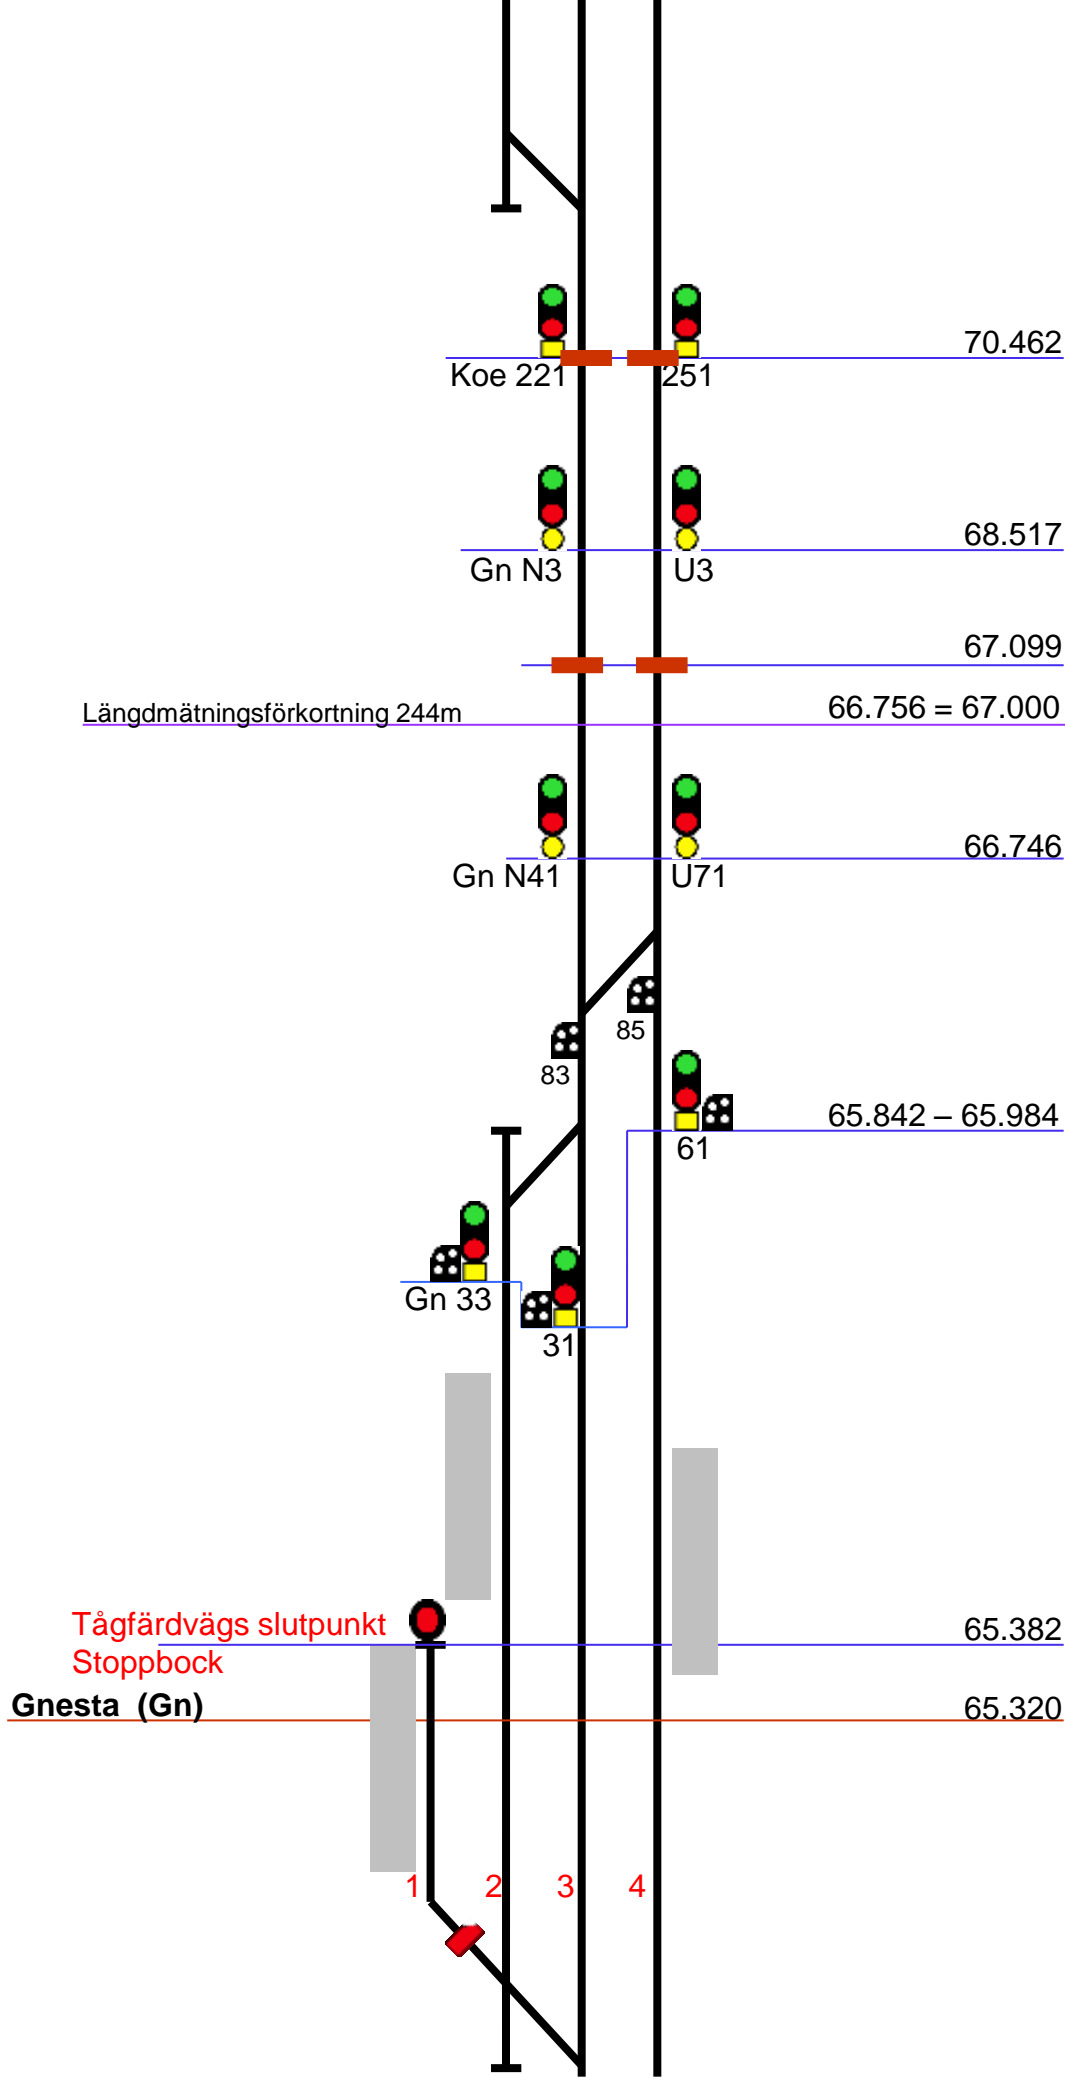 70.462
Koe 221 251
68.517
Gn N3 U3
67.099
Längdmätningsförkortning 244m 66.756 = 67.000
66.746
Gn N41 U71
85
83
65.842 – 65.984
61
Gn 33
31
Tågfärdvägs slutpunkt 65.382
Stoppbock
Gnesta (Gn) 65.320
1 2 3 4